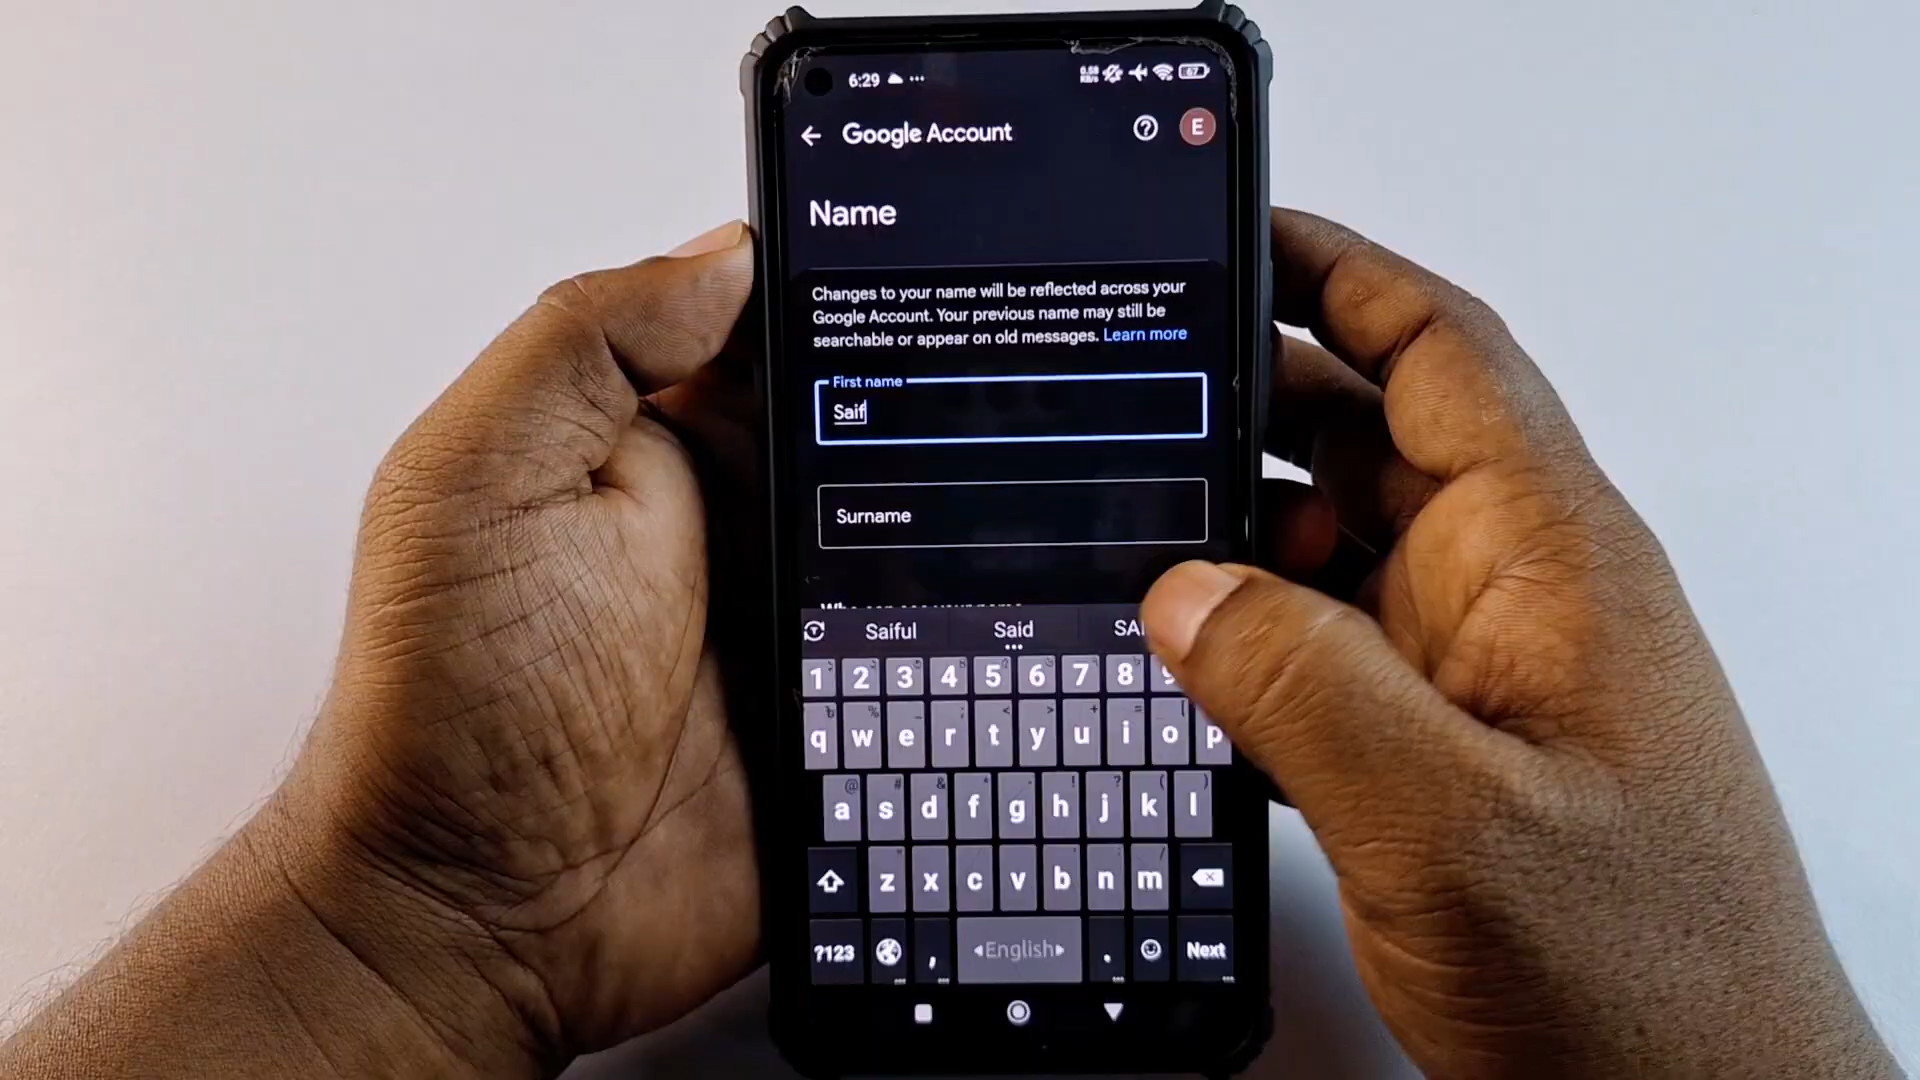 6:29
67
Google Account
E
Name
Changes to your name will be reflected across your
Google Account. Your previous name may still be
searchable or appear on old messages. Learn more
First name
Saif
Surname
Saiful Said
1 2 3 4 5 6 7 8
q w e r t y u i o p
a s d f g h j k l
z x c v b n m
?123 , English . Next